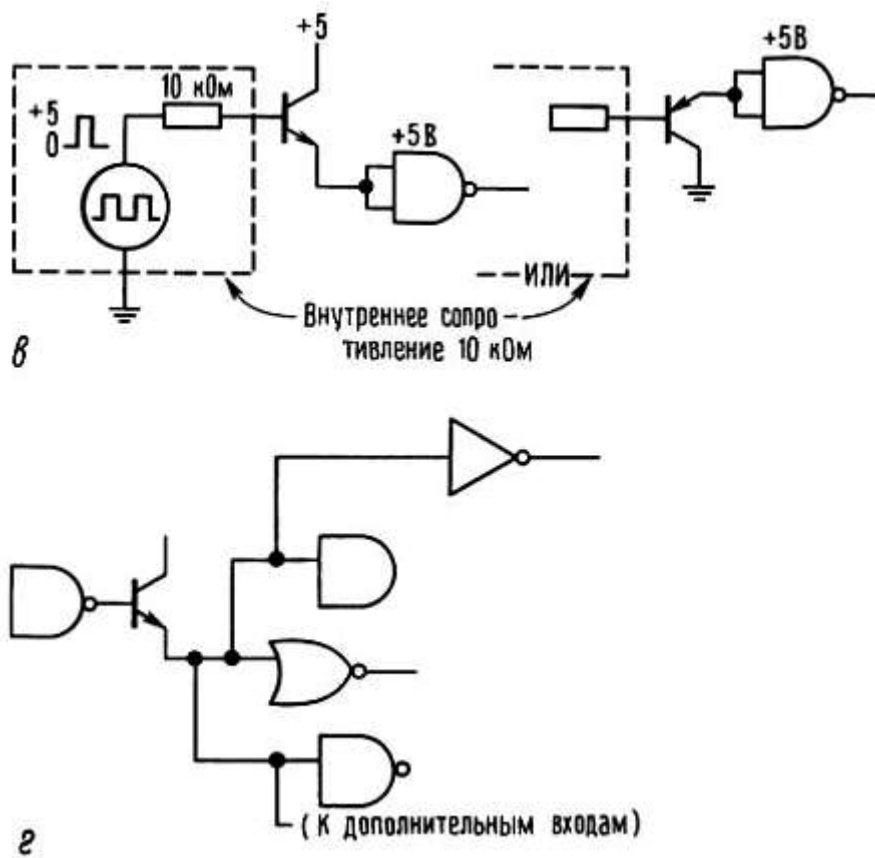 +5
10 кОм
+5
0
+5В
+5В
ИЛИ
Внутреннее сопро-
тивление 10 кОм
в
(К дополнительным входам)
г